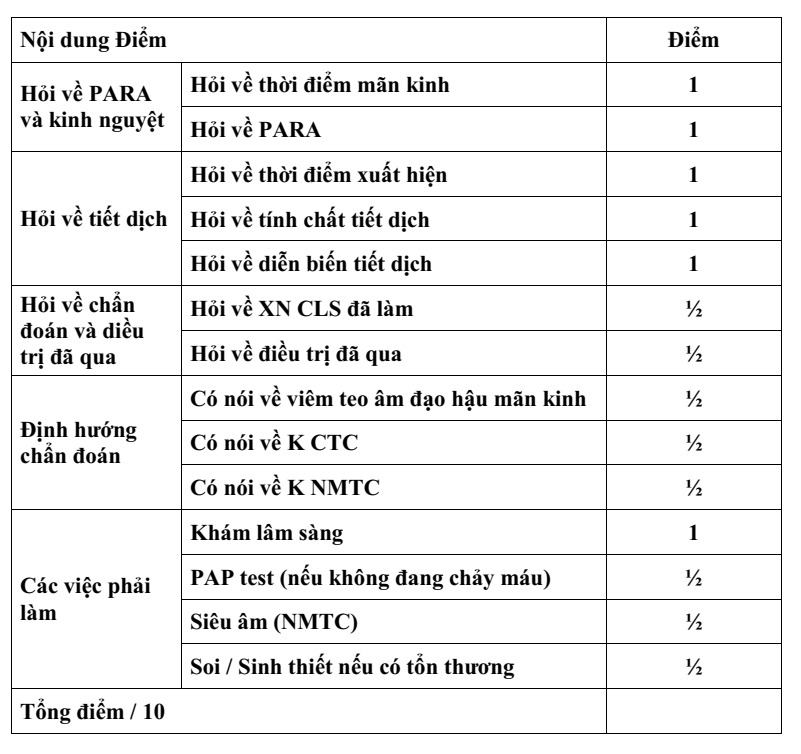 Nội dung Điểm Điểm
Hỏi về PARA
và kinh nguyệt
Hỏi về thời điểm mãn kinh 1
Hỏi về PARA 1
Hỏi về tiết dịch
Hỏi về thời điểm xuất hiện 1
Hỏi về tính chất tiết dịch 1
Hỏi về diễn biến tiết dịch 1
Hỏi về chẩn
đoán và diều
trị đã qua
Hỏi về XN CLS đã làm ½
Hỏi về điều trị đã qua ½
Định hướng
chẩn đoán
Có nói về viêm teo âm đạo hậu mãn kinh ½
Có nói về K CTC ½
Có nói về K NMTC ½
Các việc phải
làm
Khám lâm sàng 1
PAP test (nếu không đang chảy máu) ½
Siêu âm (NMTC) ½
Soi / Sinh thiết nếu có tổn thương ½
Tổng điểm / 10